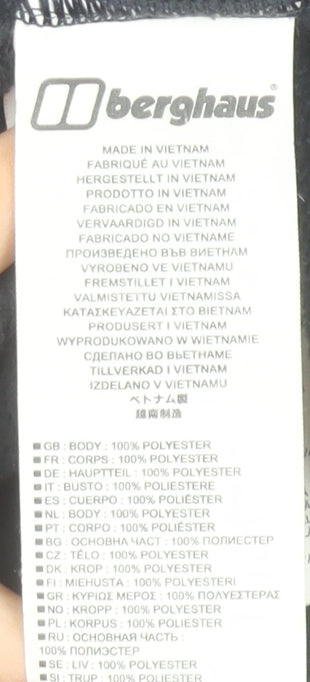 berghaus
MADE IN VIETNAM
FABRIQUÉ AU VIETNAM
HERGESTELLT IN VIETNAM
PRODOTTO IN VIETNAM
FABRICADO EN VIETNAM
VERVAARDIGD IN VIETNAM
FABRICADO NO VIETNAME
ПРОИЗВЕДЕНО ВЪВ ВИЕТНАМ
VYROBENO VE VIETNAMU
FREMSTILLET I VIETNAM
VALMISTETTU VIETNAMISSA
ΚΑΤΑΣΚΕΥΑΖΕΤΑΙ ΣΤΟ ΒΙΕΤΝΑΜ
PRODUSERT I VIETNAM
WYPRODUKOWANO W WIETNAMIE
СДЕЛАНО ВО ВЬЕТНАМЕ
TILLVERKAD I VIETNAM
IZDELANO V VIETNAMU
ベトナム製
越南制造
GB : BODY : 100% POLYESTER
FR : CORPS : 100% POLYESTER
DE : HAUPTTEIL : 100% POLYESTER
IT : BUSTO : 100% POLIESTERE
ES : CUERPO : 100% POLIÉSTER
NL : BODY : 100% POLYESTER
PT : CORPO : 100% POLIÉSTER
BG : ОСНОВНА ЧАСТ : 100% ПОЛИЕСТЕР
CZ : TĚLO : 100% POLYESTER
DK : KROP : 100% POLYESTER
FI : MIEHUSTA : 100% POLYESTERI
GR : ΚΥΡΙΩΣ ΜΕΡΟΣ : 100% ΠΟΛΥΕΣΤΕΡΑΣ
NO : KROPP : 100% POLYESTER
PL : KORPUS : 100% POLIESTER
RU : ОСНОВНАЯ ЧАСТЬ :
100% ПОЛИЭСТЕР
SE : LIV : 100% POLYESTER
SI : TRUP : 100% POLIESTER